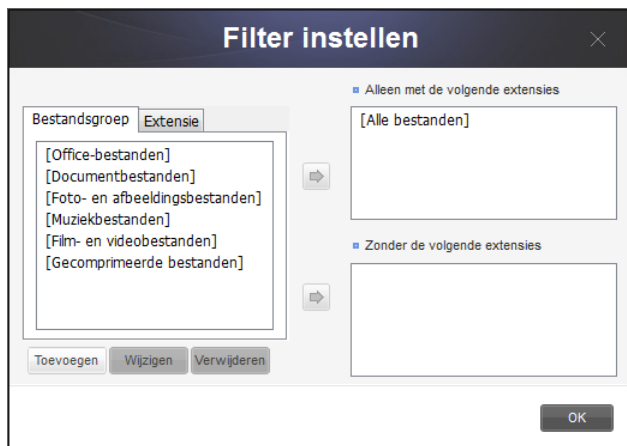 Filter instellen
Alleen met de volgende extensies
Bestandsgroep Extensie
[Alle bestanden]
[Office-bestanden]
[Documentbestanden]
[Foto- en afbeeldingsbestanden]
[Muziekbestanden]
[Film- en videobestanden]
[Gecomprimeerde bestanden]
Zonder de volgende extensies
Toevoegen Wijzigen Verwijderen
OK